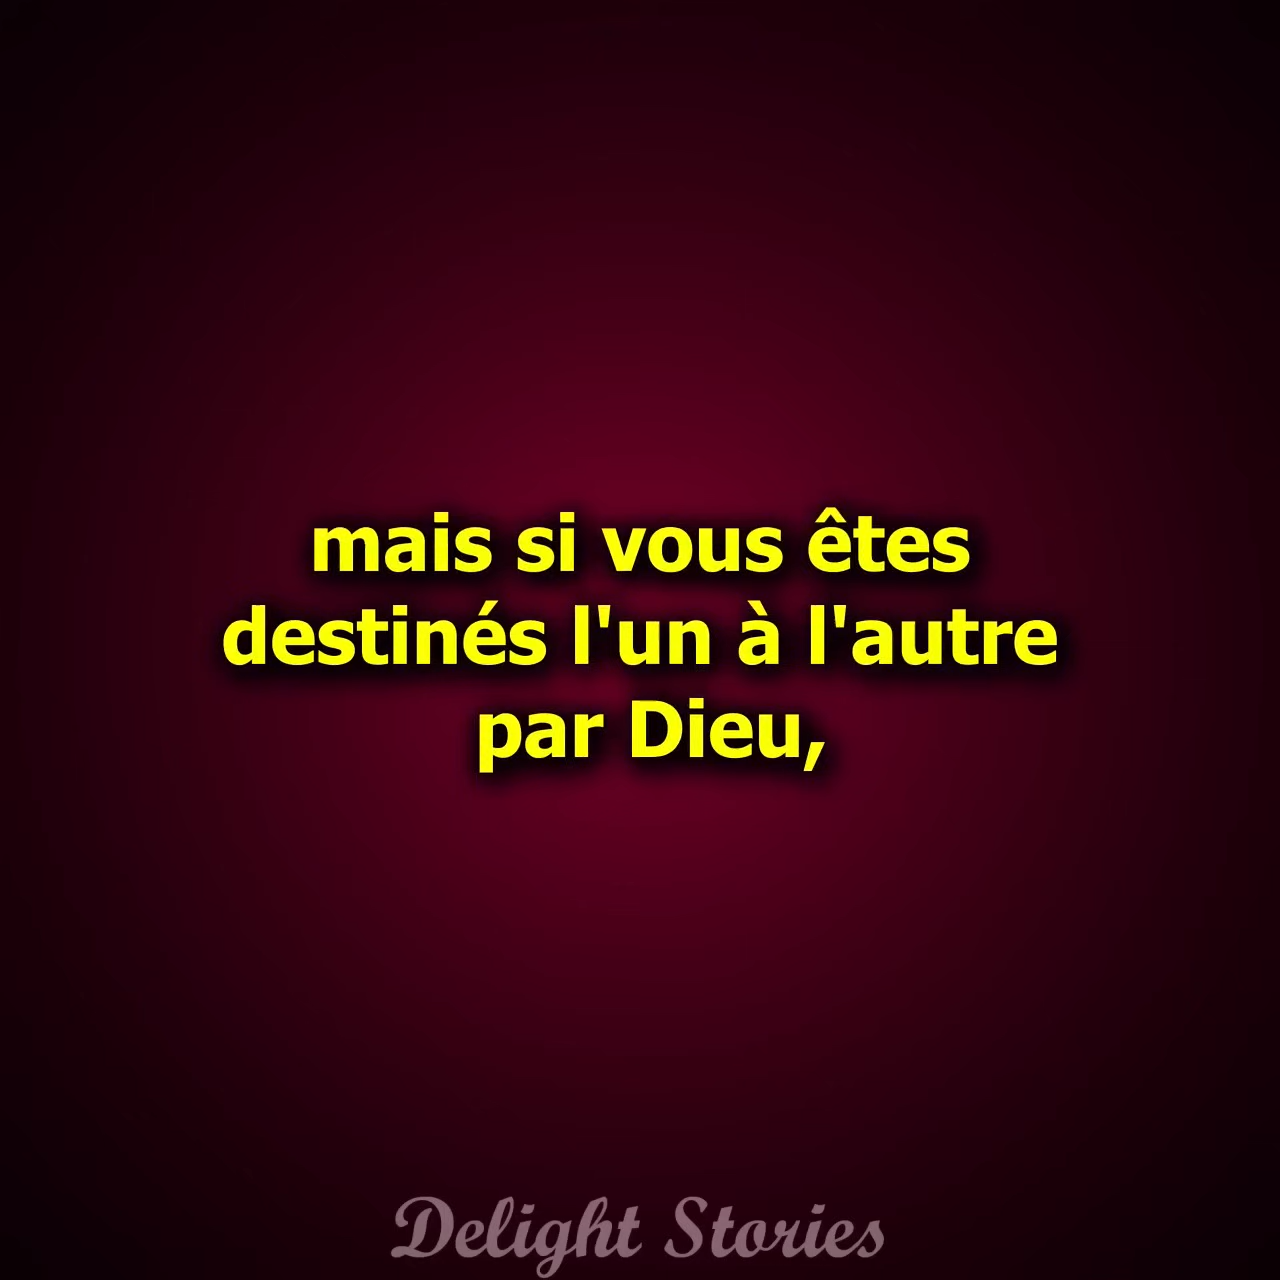 mais si vous êtes
destinés l'un à l'autre
par Dieu,
Delight Stories